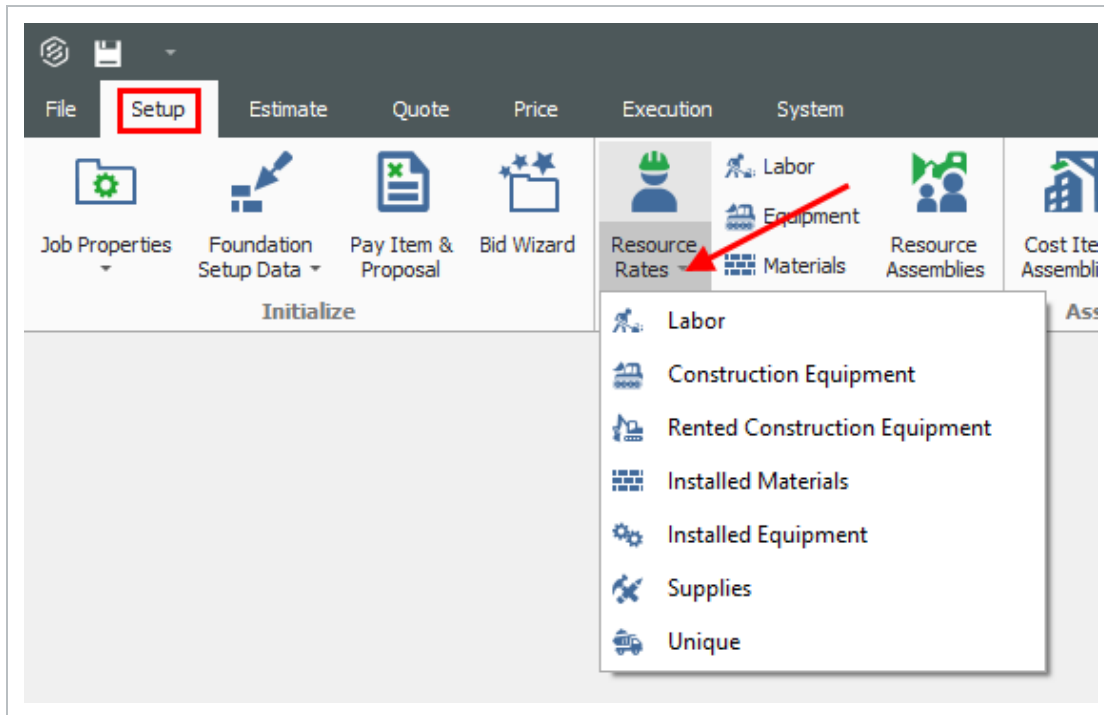 File Setup Estimate Quote Price Execution System
Job Properties
Foundation Setup Data
Pay Item & Proposal
Bid Wizard
Initialize
Resource Rates
Labor
Equipment
Materials
Resource Assemblies
Cost Ite
Assembli
Ass
Labor
Construction Equipment
Rented Construction Equipment
Installed Materials
Installed Equipment
Supplies
Unique